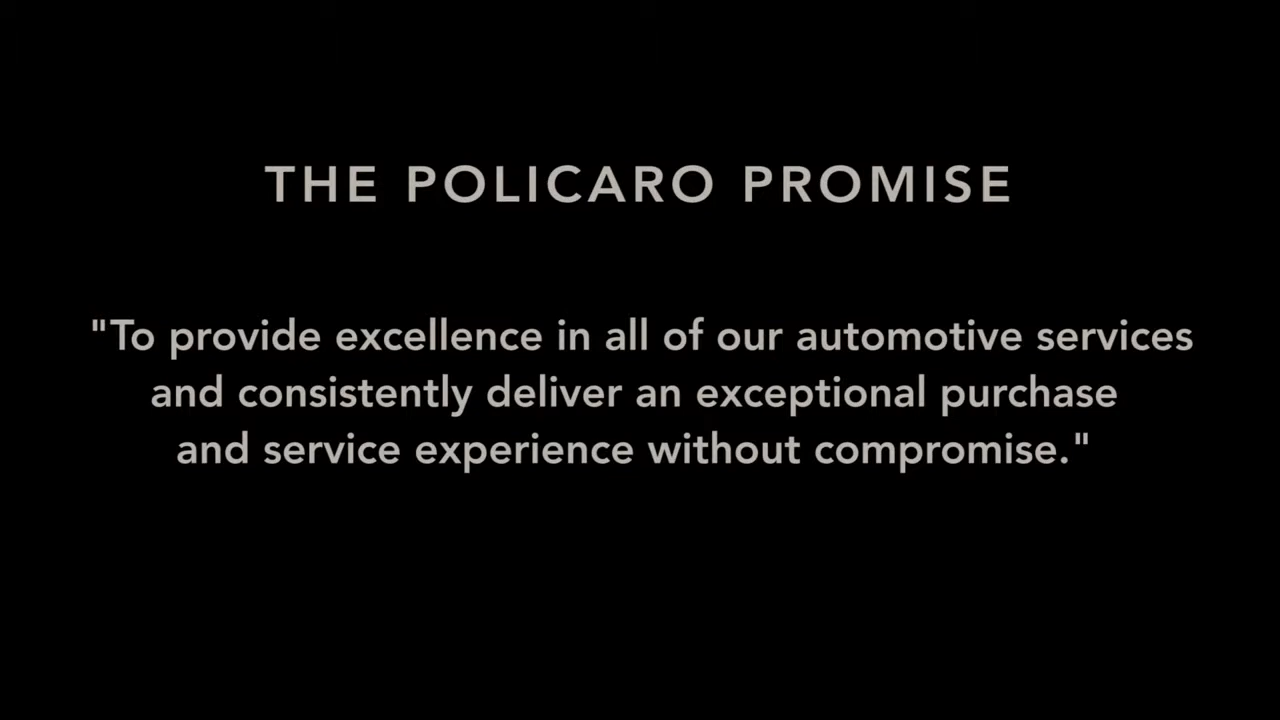 THE POLICARO PROMISE
"To provide excellence in all of our automotive services
and consistently deliver an exceptional purchase
and service experience without compromise."